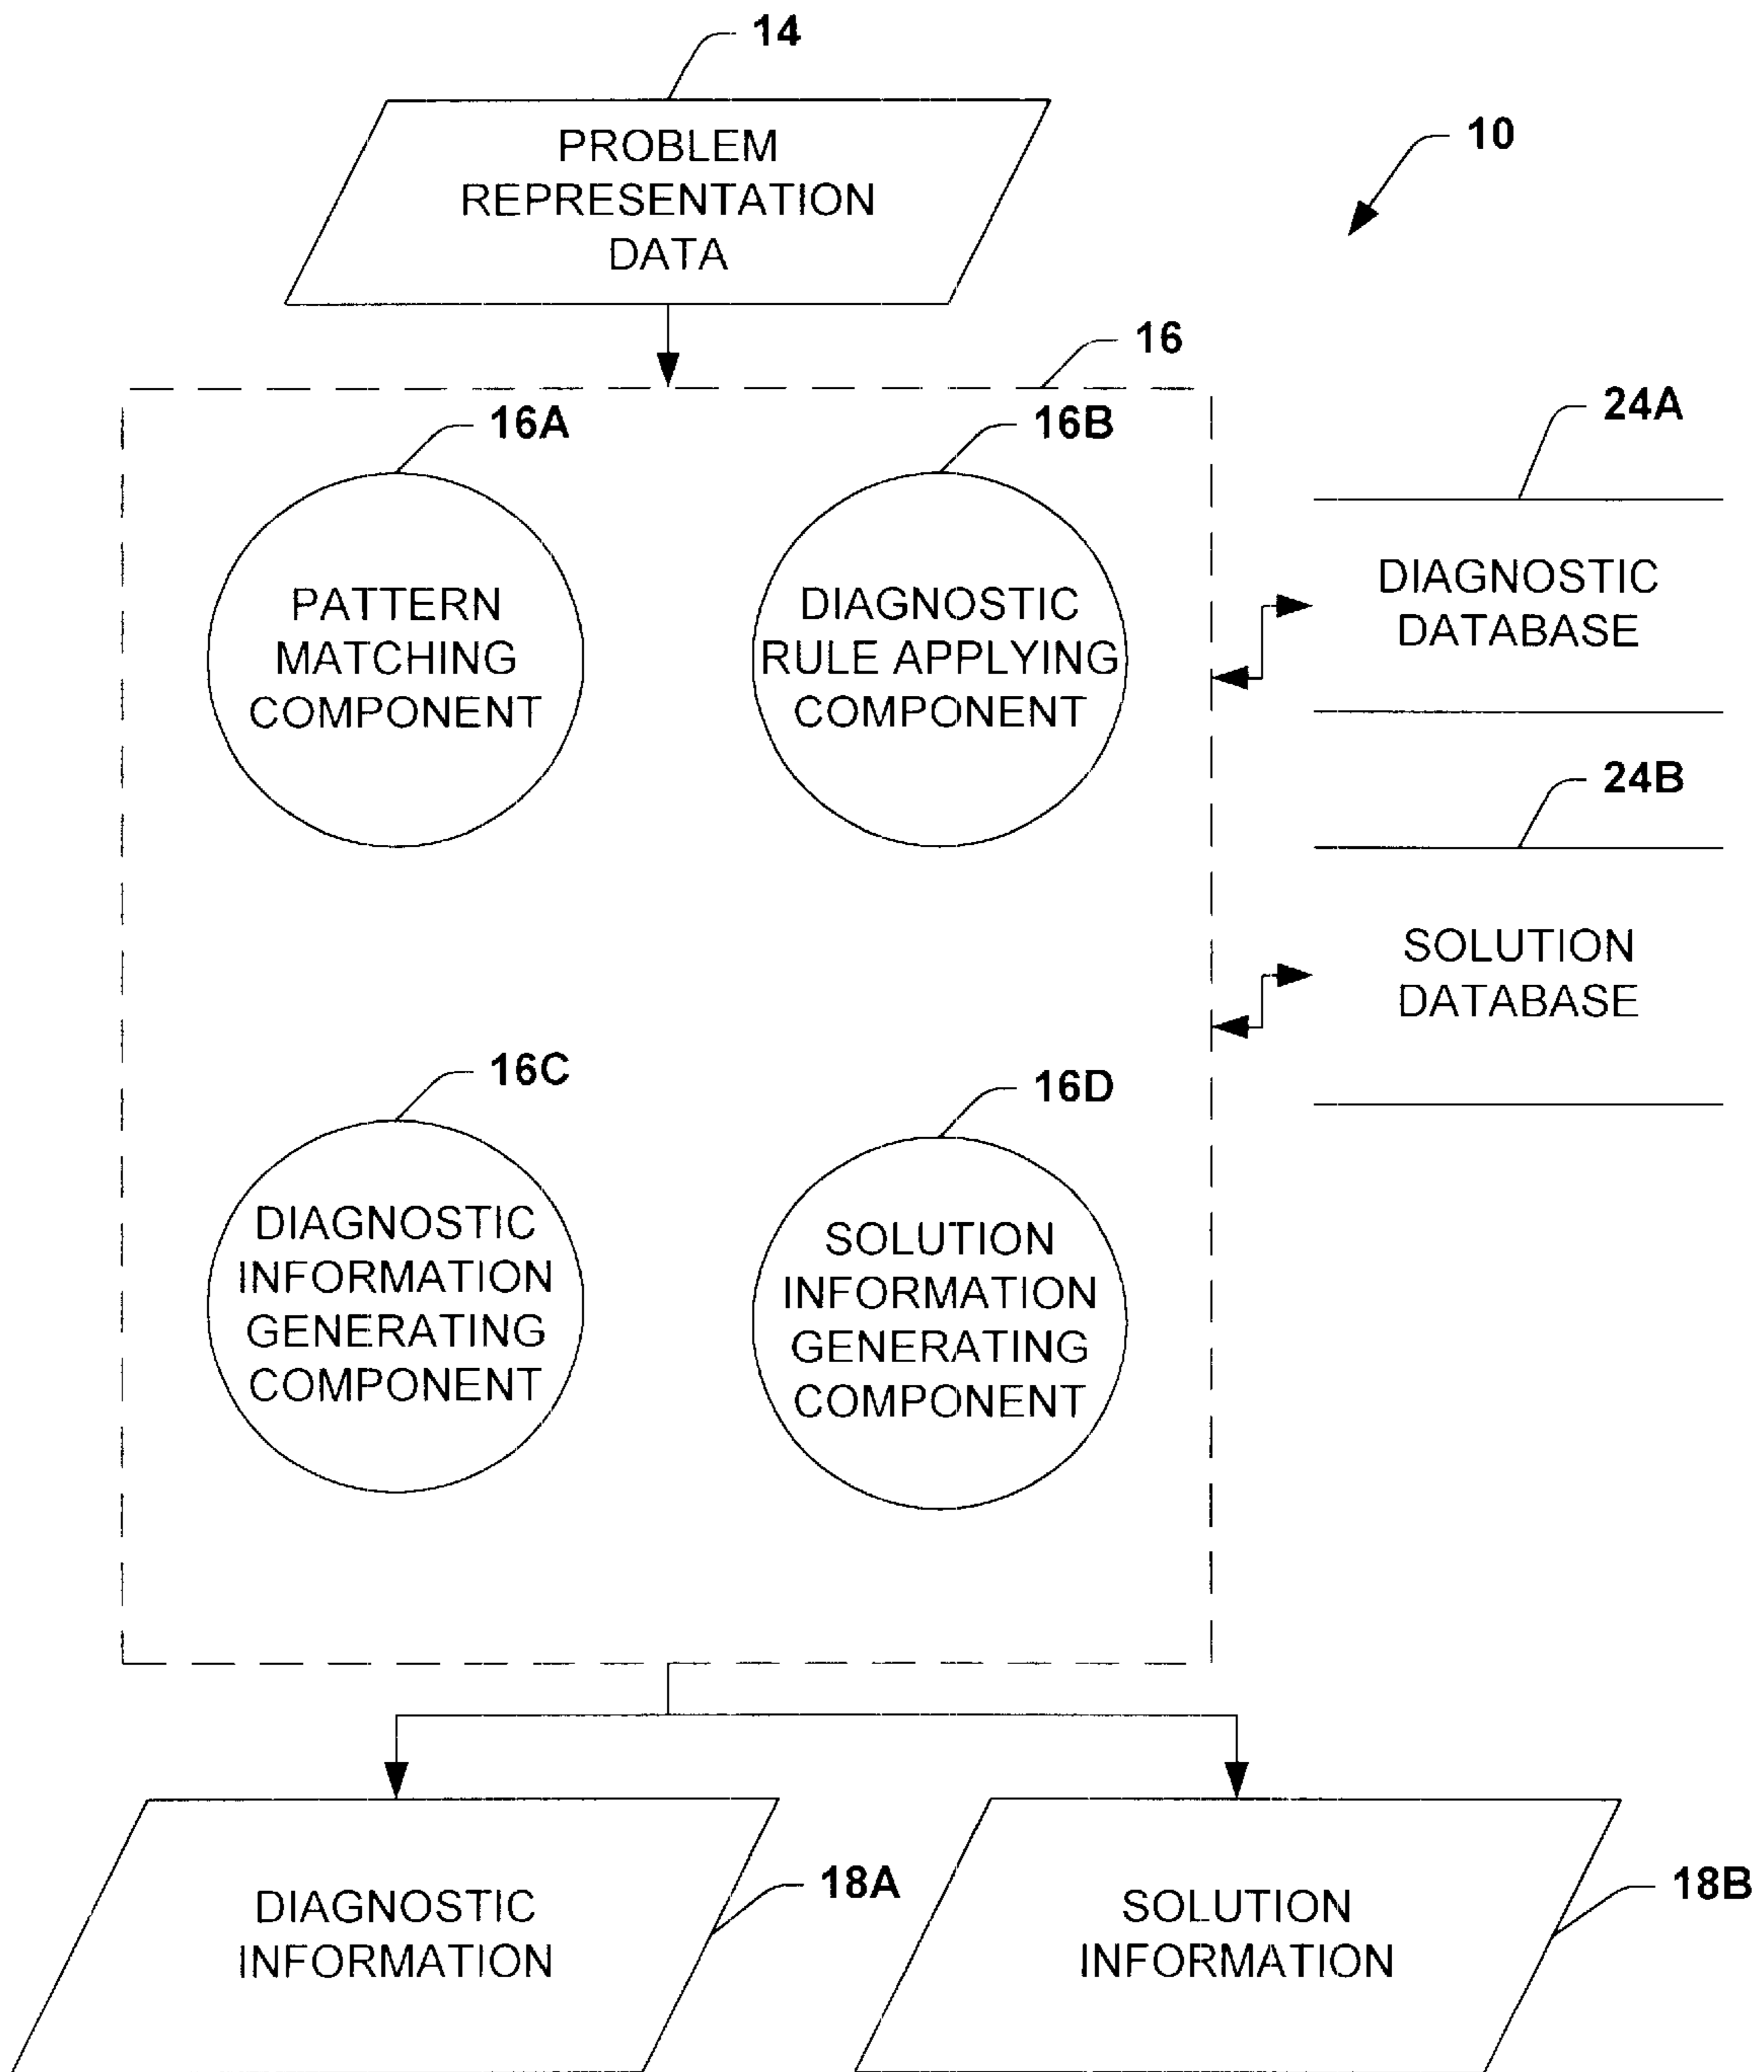 14
PROBLEM
REPRESENTATION
DATA
10
16
16A
16B
24A
PATTERN
MATCHING
COMPONENT
DIAGNOSTIC
RULE APPLYING
COMPONENT
DIAGNOSTIC
DATABASE
24B
SOLUTION
DATABASE
16C
16D
DIAGNOSTIC
INFORMATION
GENERATING
COMPONENT
SOLUTION
INFORMATION
GENERATING
COMPONENT
18A
DIAGNOSTIC
INFORMATION
18B
SOLUTION
INFORMATION